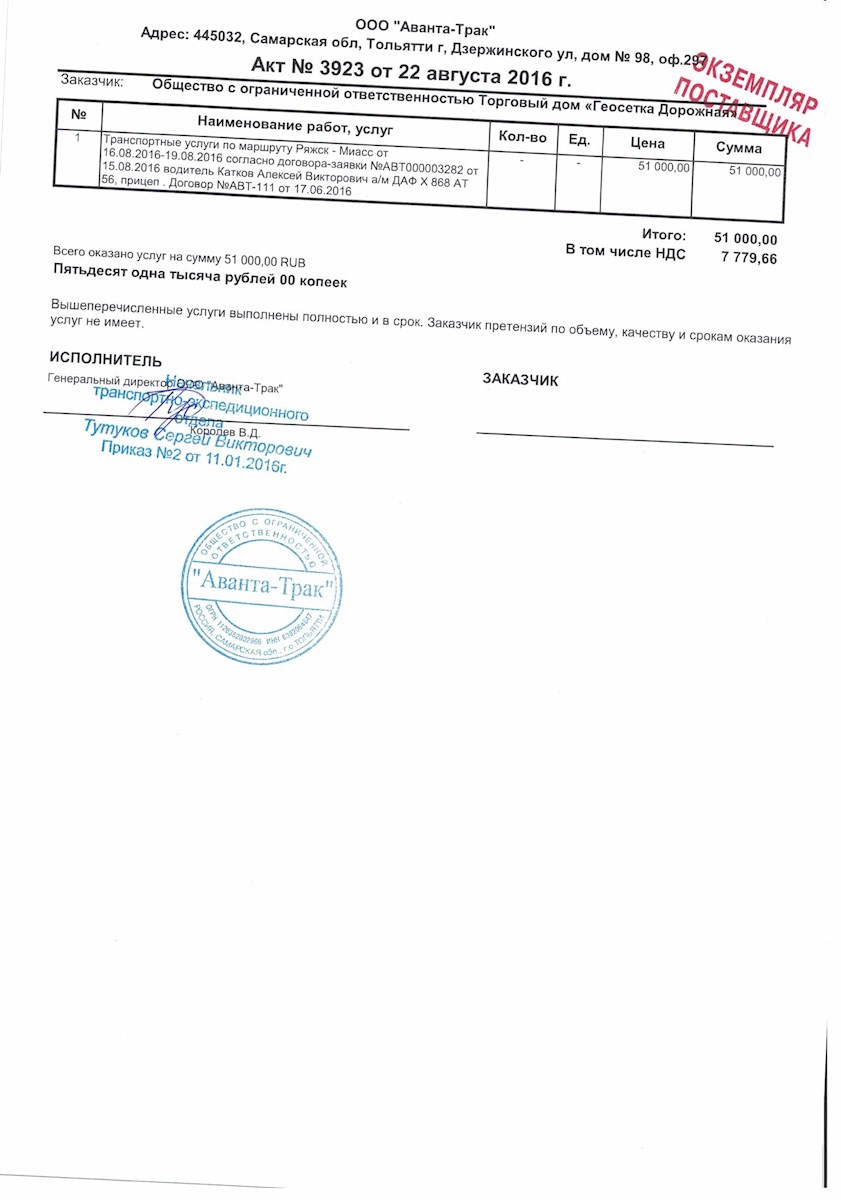 ООО "Аванта-Трак"
Адрес: 445032, Самарская обл, Тольятти г, Дзержинского ул, дом № 98, оф.297
ЭКЗЕМПЛЯР
ПОСТАВЩИКА
Акт № 3923 от 22 августа 2016 г.
Заказчик: Общество с ограниченной ответственностью Торговый дом «Геосетка Дорожная»
№ Наименование работ, услуг Кол-во Ед. Цена Сумма
1 Транспортные услуги по маршруту Ряжск - Миасс от - - 51 000,00 51 000,00
16.08.2016-19.08.2016 согласно договора-заявки №АВТ000003282 от
15.08.2016 водитель Катков Алексей Викторович а/м ДАФ Х 868 АТ
56, прицеп . Договор №АВТ-111 от 17.06.2016
Итого: 51 000,00
В том числе НДС 7 779,66
Всего оказано услуг на сумму 51 000,00 RUB
Пятьдесят одна тысяча рублей 00 копеек
Вышеперечисленные услуги выполнены полностью и в срок. Заказчик претензий по объему, качеству и срокам оказания
услуг не имеет.
ИСПОЛНИТЕЛЬ
ЗАКАЗЧИК
Генеральный директор ООО "Аванта-Трак"
Начальник
транспортно-экспедиционного
отдела
Королев В.Д.
Тутуков Сергей Викторович
Приказ №2 от 11.01.2016г.
ОБЩЕСТВО С ОГРАНИЧЕННОЙ
ОТВЕТСТВЕННОСТЬЮ
"Аванта-Трак"
ОГРН ИНН
РОССИЯ, САМАРСКАЯ обл., г.о. ТОЛЬЯТТИ